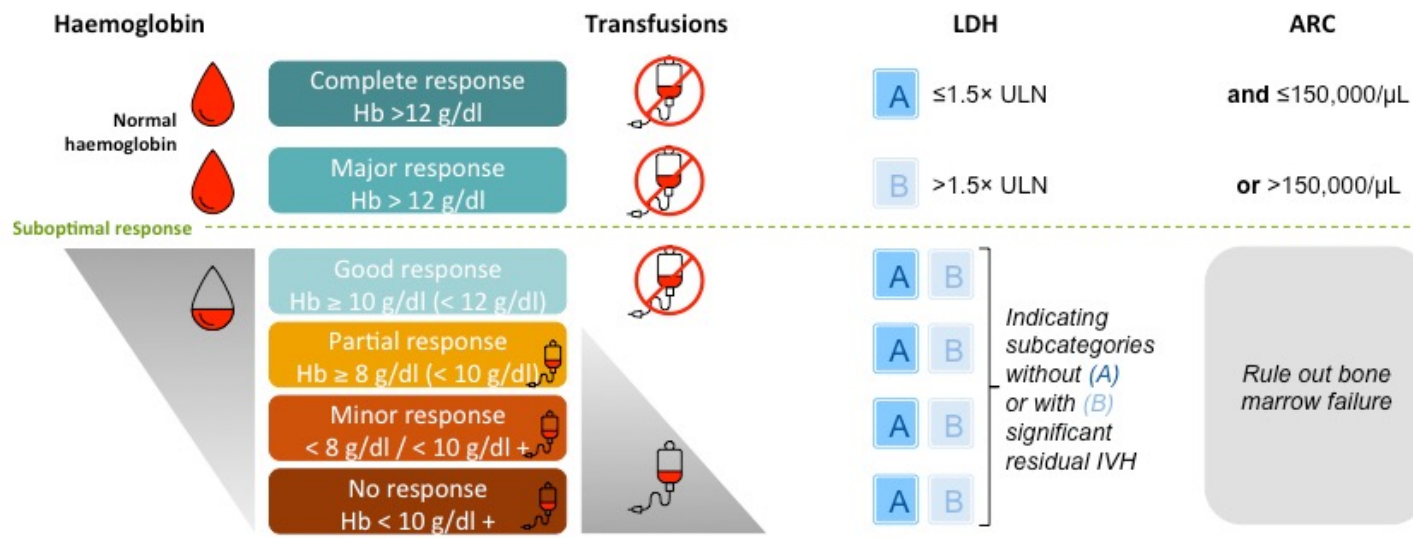 Haemoglobin
Transfusions
LDH
ARC
Normal
haemoglobin
Complete response
Hb >12 g/dl
A ≤1.5× ULN
and ≤150,000/µL
Major response
Hb > 12 g/dl
B >1.5× ULN
or >150,000/µL
Suboptimal response
Good response
Hb ≥ 10 g/dl (< 12 g/dl)
A B
Partial response
Hb ≥ 8 g/dl (< 10 g/dl)
A B
Minor response
< 8 g/dl / < 10 g/dl +
A B
No response
Hb < 10 g/dl +
A B
Indicating
subcategories
without (A)
or with (B)
significant
residual IVH
Rule out bone
marrow failure